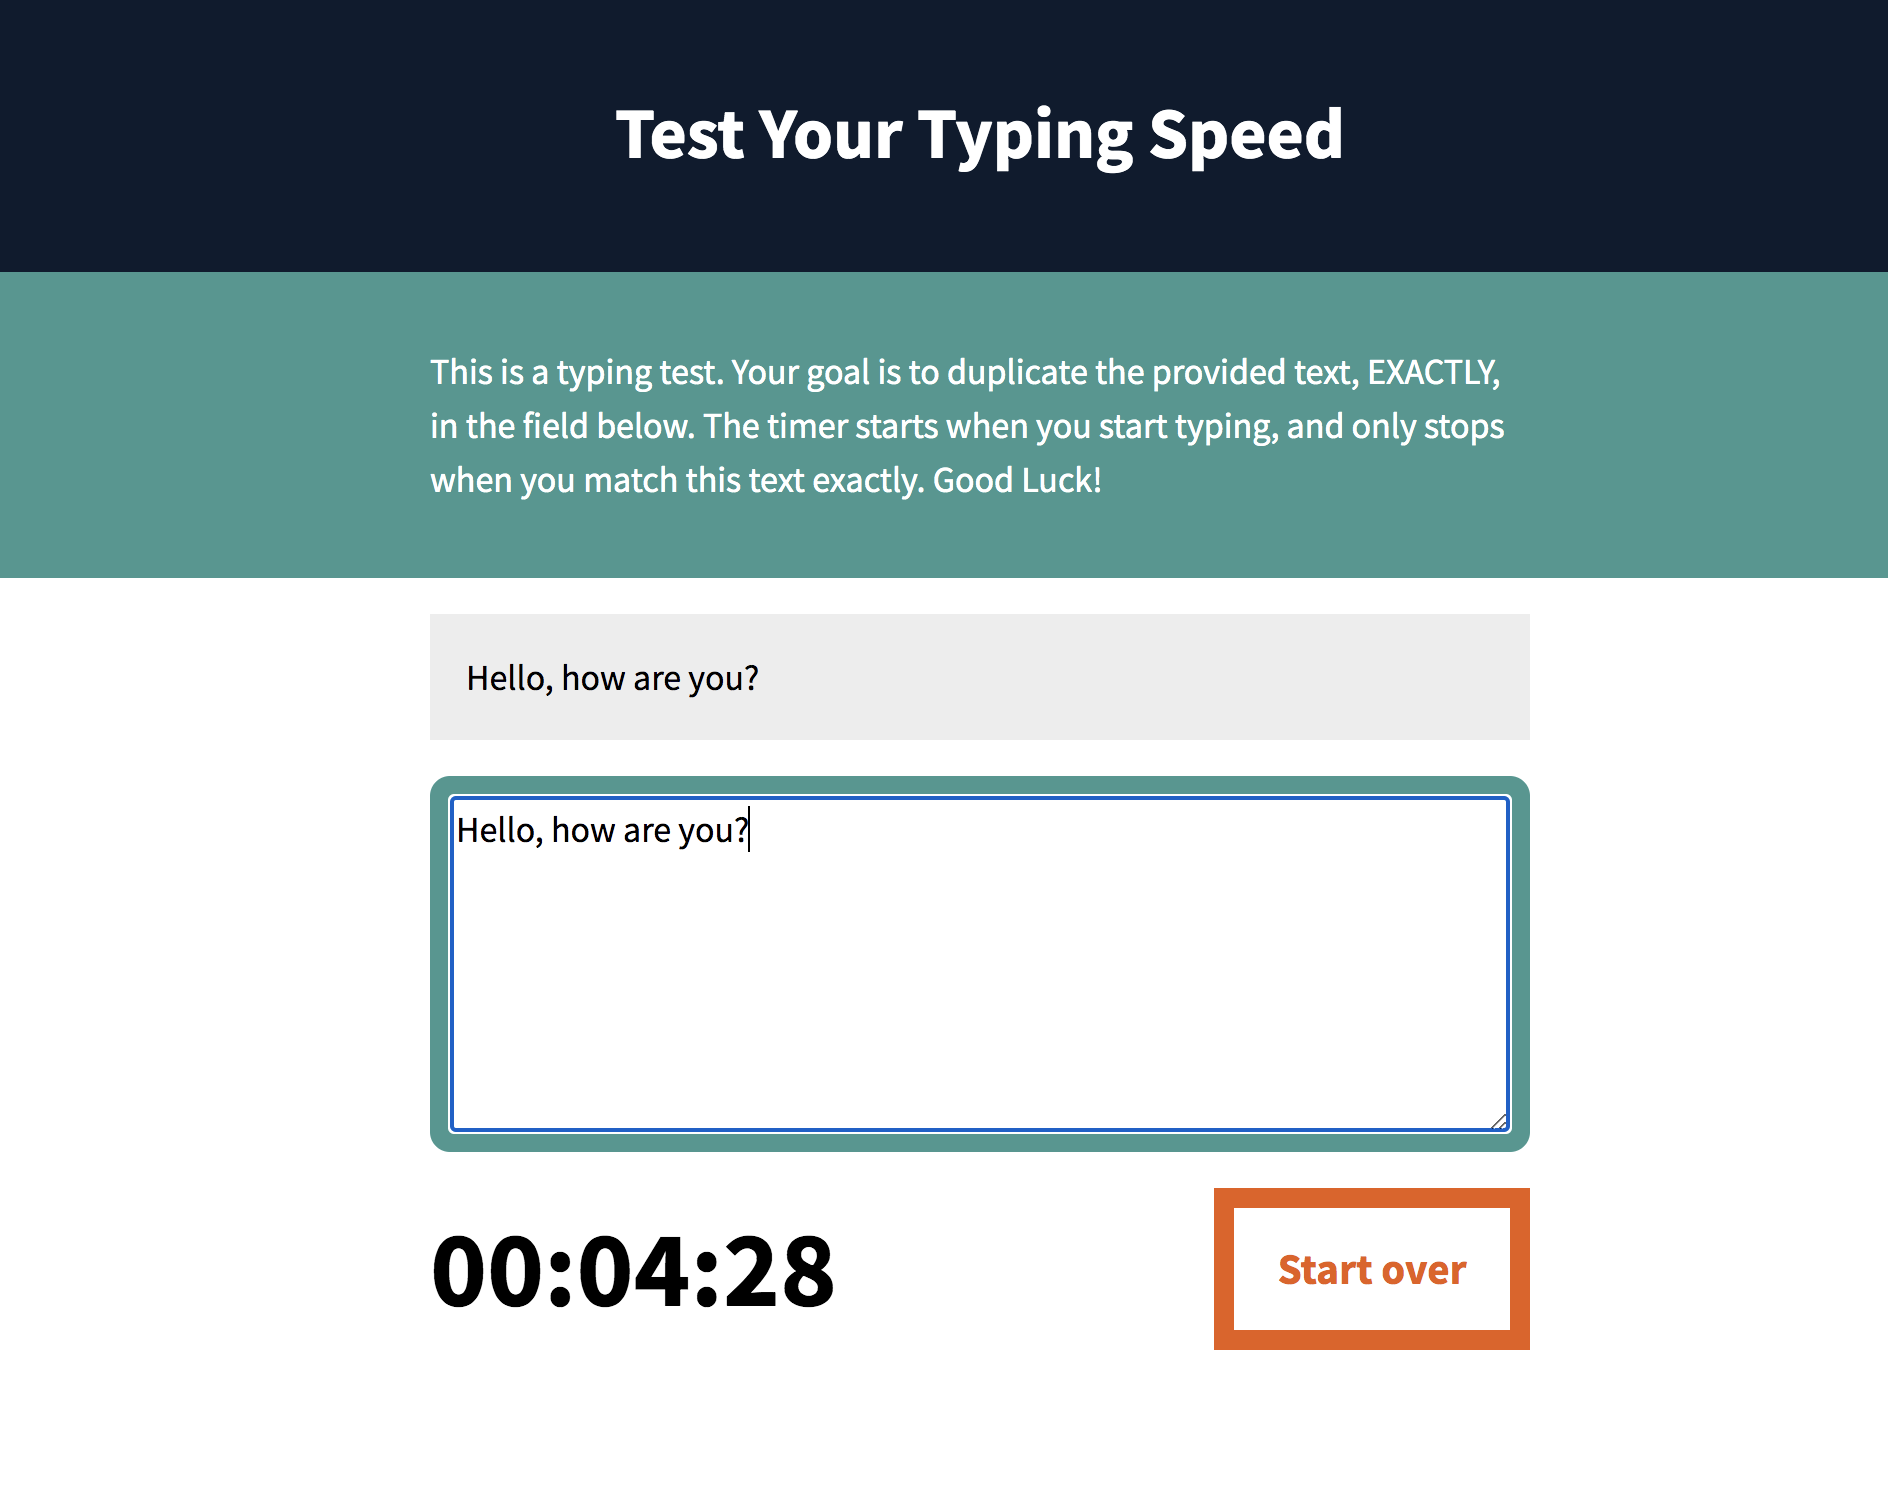 Test Your Typing Speed
This is a typing test. Your goal is to duplicate the provided text, EXACTLY,
in the field below. The timer starts when you start typing, and only stops
when you match this text exactly. Good Luck!
Hello, how are you?
Hello, how are you?
00:04:28
Start over